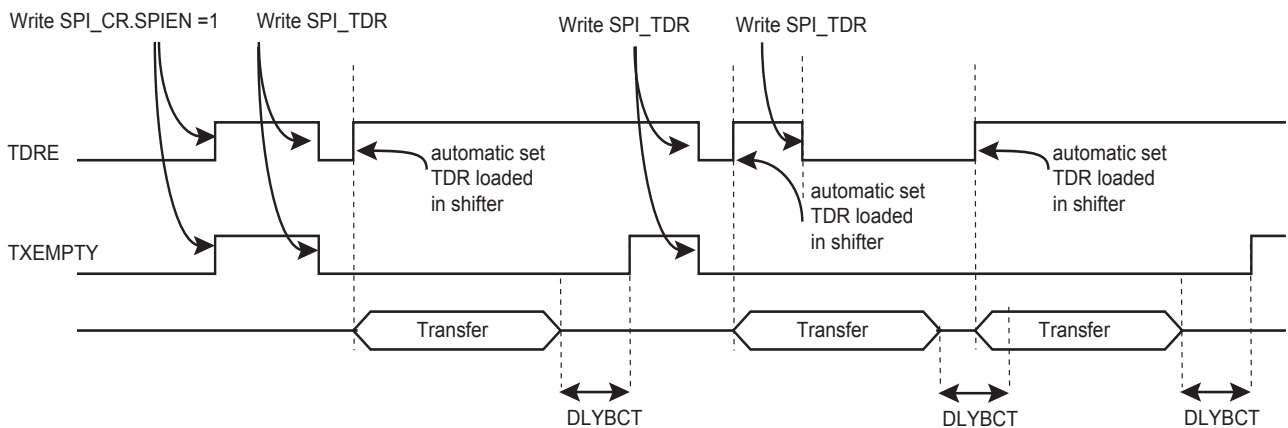 Write SPI_CR.SPIEN =1
Write SPI_TDR
Write SPI_TDR
Write SPI_TDR
TDRE
automatic set
TDR loaded
in shifter
automatic set
TDR loaded
in shifter
automatic set
TDR loaded
in shifter
TXEMPTY
Transfer
Transfer
Transfer
DLYBCT
DLYBCT
DLYBCT